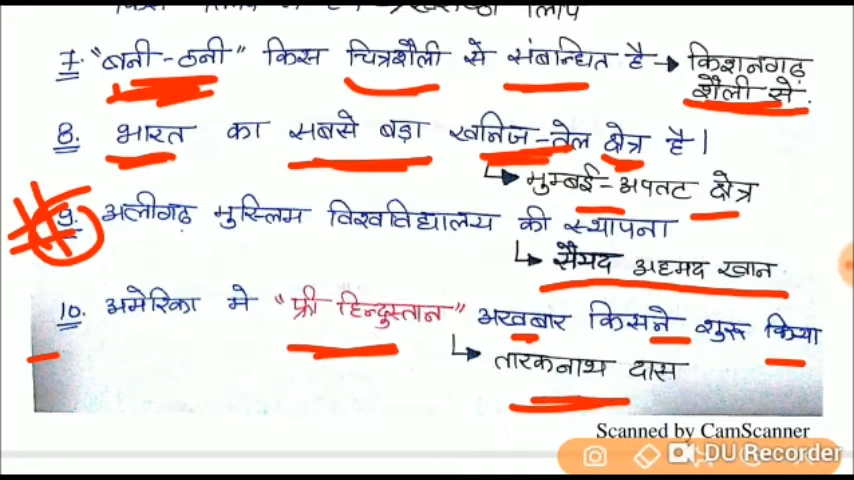 7. "बनी-ठनी" किस चित्रशैली से संबन्धित है → किशनगढ़
शैली से.
8. भारत का सबसे बड़ा खनिज-तेल क्षेत्र है।
मुम्बई-अपतट क्षेत्र
9. अलीगढ़ मुस्लिम विश्वविद्यालय की स्थापना
सैयद अहमद खान
10. अमेरिका मे "फ्री हिन्दुस्तान" अखबार किसने शुरू किया
तारकनाथ दास
Scanned by CamScanner
DU Recorder